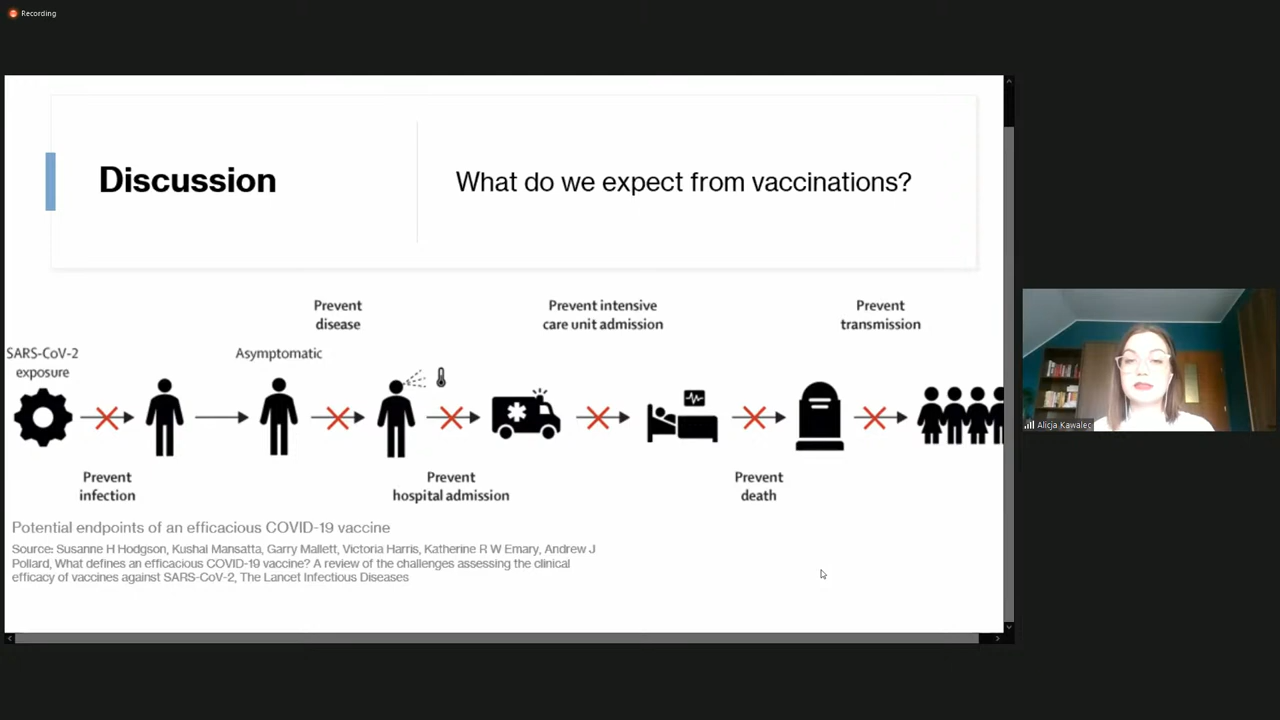 Recording
Discussion
What do we expect from vaccinations?
Prevent
disease
Prevent intensive
care unit admission
Prevent
transmission
SARS-CoV-2
exposure
Asymptomatic
Prevent
infection
Prevent
hospital admission
Prevent
death
Potential endpoints of an efficacious COVID-19 vaccine
Source: Susanne H Hodgson, Kushal Mansatta, Garry Mallett, Victoria Harris, Katherine R W Emary, Andrew J
Pollard, What defines an efficacious COVID-19 vaccine? A review of the challenges assessing the clinical
efficacy of vaccines against SARS-CoV-2, The Lancet Infectious Diseases
Alicja Kawalec